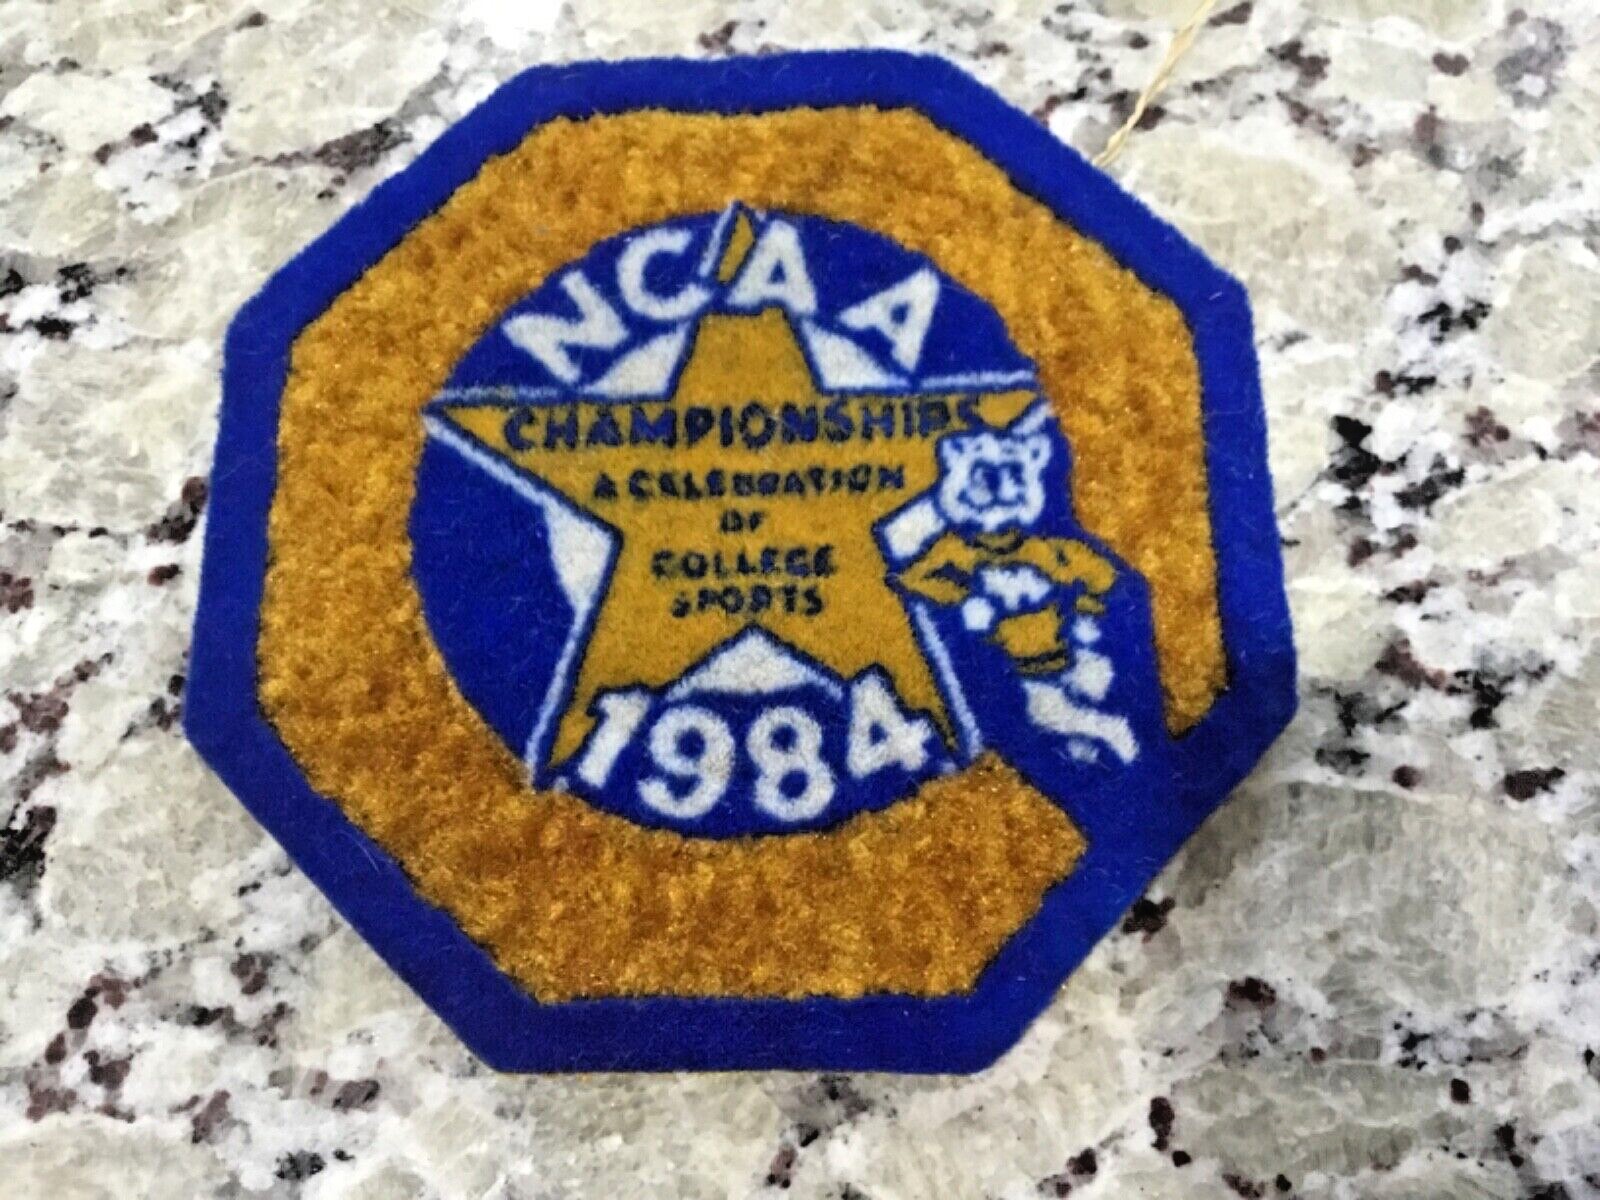 NCAA
CHAMPIONSHIPS
A CELEBRATION
OF
COLLEGE
SPORTS
1984